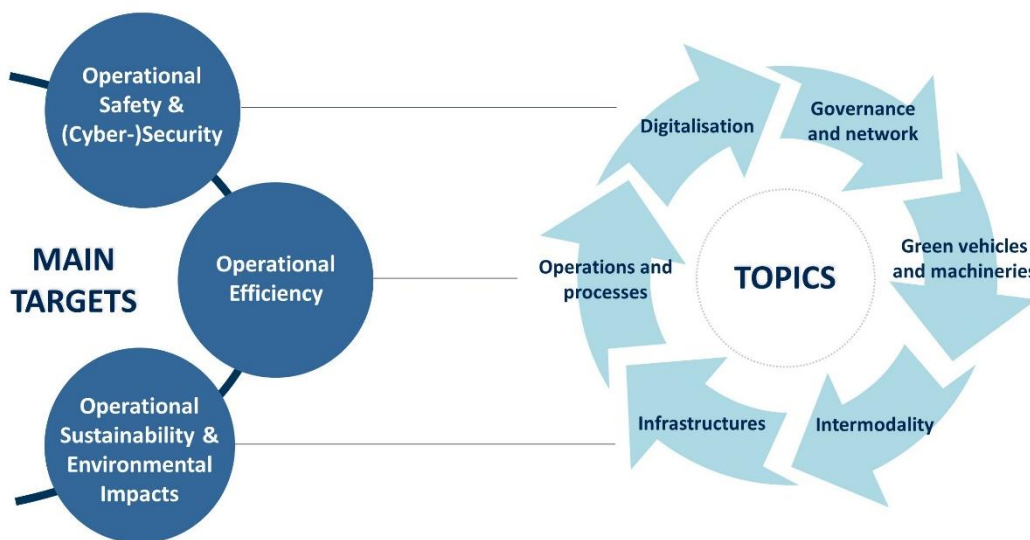 Operational
Safety &
(Cyber-)Security
MAIN
TARGETS
Operational
Efficiency
Operational
Sustainability &
Environmental
Impacts
Digitalisation
Governance
and network
Green vehicles
and machineries
Intermodality
Infrastructures
Operations and
processes
TOPICS